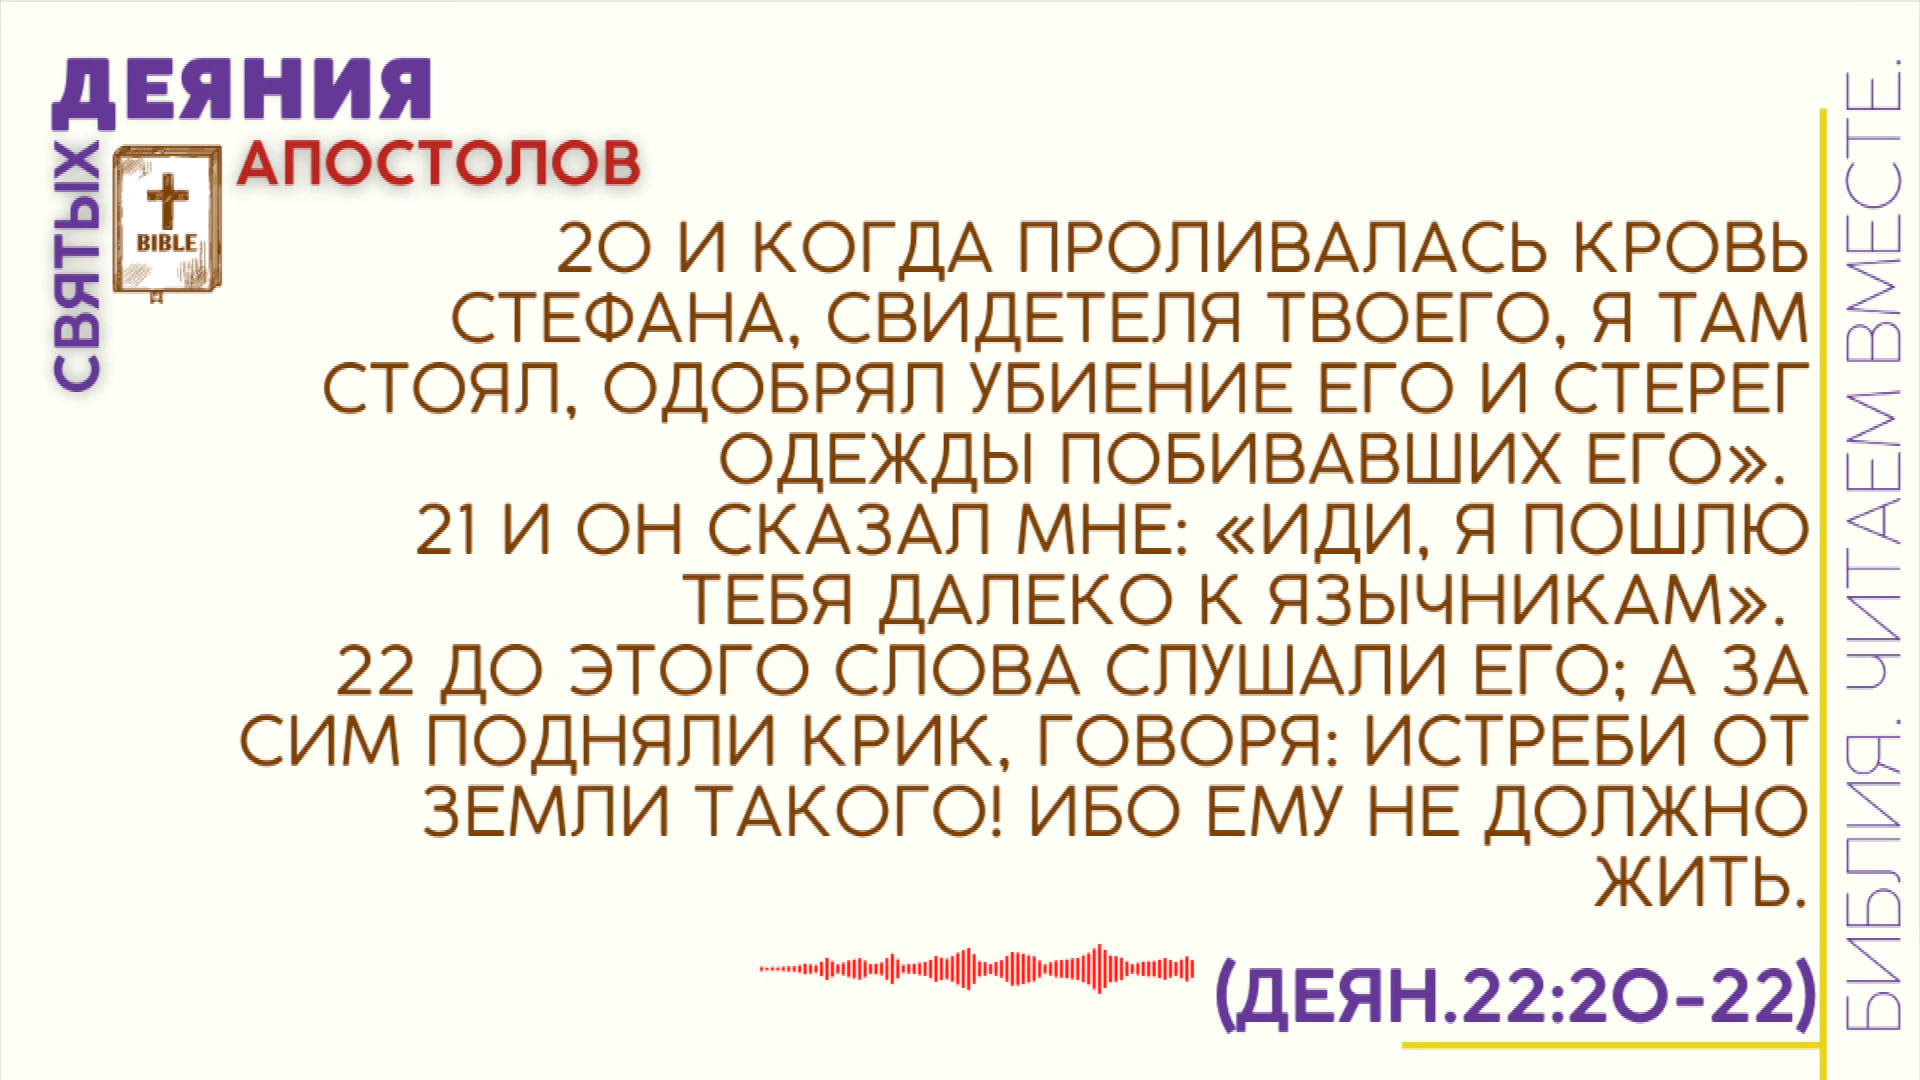 ДЕЯНИЯ
СВЯТЫХ
АПОСТОЛОВ
BIBLE
20 И КОГДА ПРОЛИВАЛАСЬ КРОВЬ
СТЕФАНА, СВИДЕТЕЛЯ ТВОЕГО, Я ТАМ
СТОЯЛ, ОДОБРЯЛ УБИЕНИЕ ЕГО И СТЕРЕГ
ОДЕЖДЫ ПОБИВАВШИХ ЕГО».
21 И ОН СКАЗАЛ МНЕ: «ИДИ, Я ПОШЛЮ
ТЕБЯ ДАЛЕКО К ЯЗЫЧНИКАМ».
22 ДО ЭТОГО СЛОВА СЛУШАЛИ ЕГО; А ЗА
СИМ ПОДНЯЛИ КРИК, ГОВОРЯ: ИСТРЕБИ ОТ
ЗЕМЛИ ТАКОГО! ИБО ЕМУ НЕ ДОЛЖНО
ЖИТЬ.
(ДЕЯН.22:20-22)
БИБЛИЯ. ЧИТАЕМ ВМЕСТЕ.